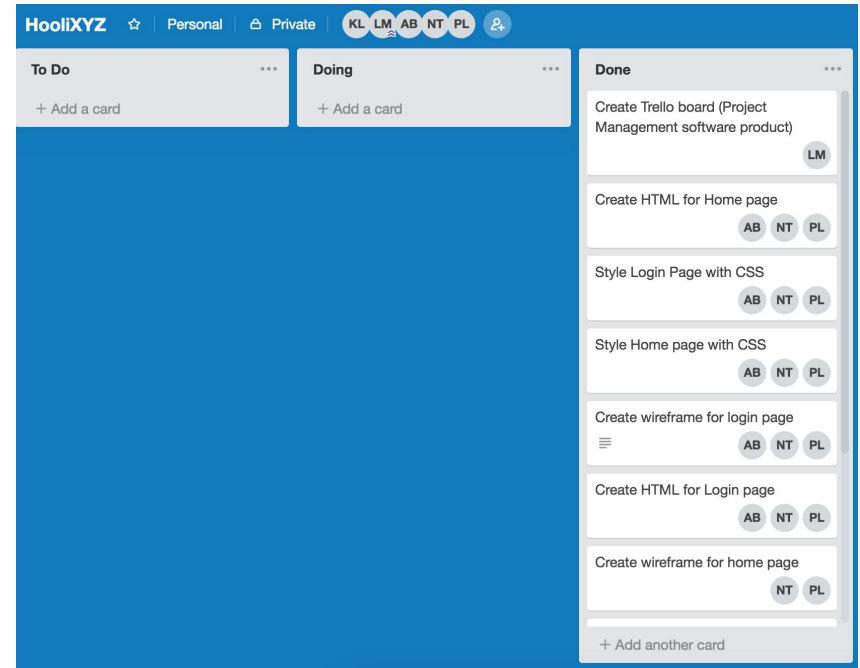 HooliXYZ Personal Private KL LM AB NT PL
To Do
+ Add a card
Doing
+ Add a card
Done
Create Trello board (Project
Management software product)
LM
Create HTML for Home page
AB NT PL
Style Login Page with CSS
AB NT PL
Style Home page with CSS
AB NT PL
Create wireframe for login page
AB NT PL
Create HTML for Login page
AB NT PL
Create wireframe for home page
NT PL
+ Add another card